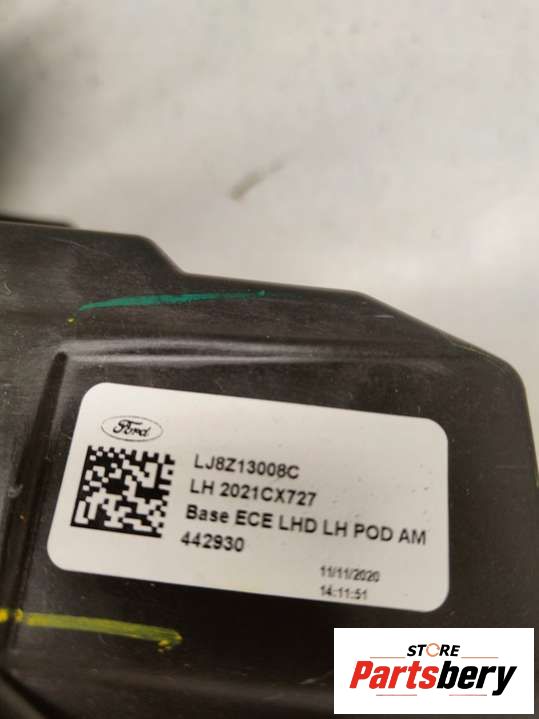 Ford
LJ8Z13008C
LH 2021CX727
Base ECE LHD LH POD AM
442930
11/11/2020
14:11:51
STORE
Partsbery